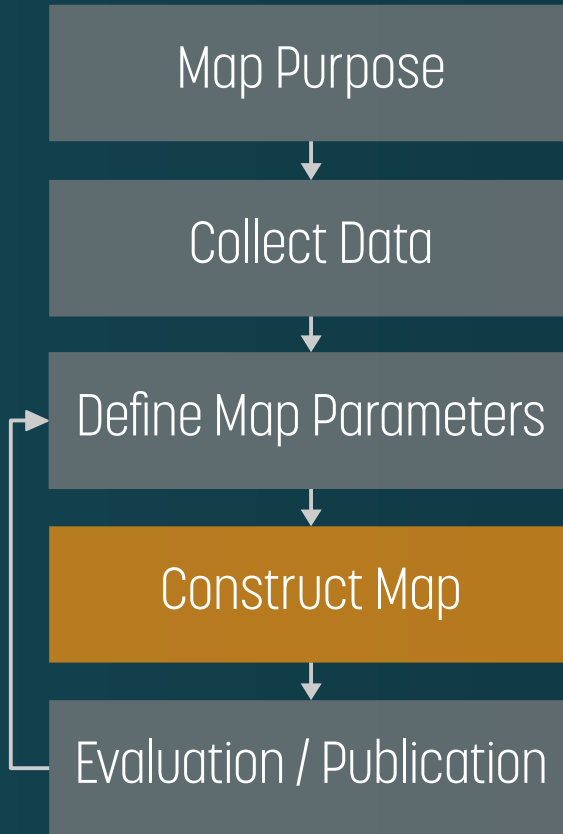 Map Purpose
Collect Data
Define Map Parameters
Construct Map
Evaluation / Publication